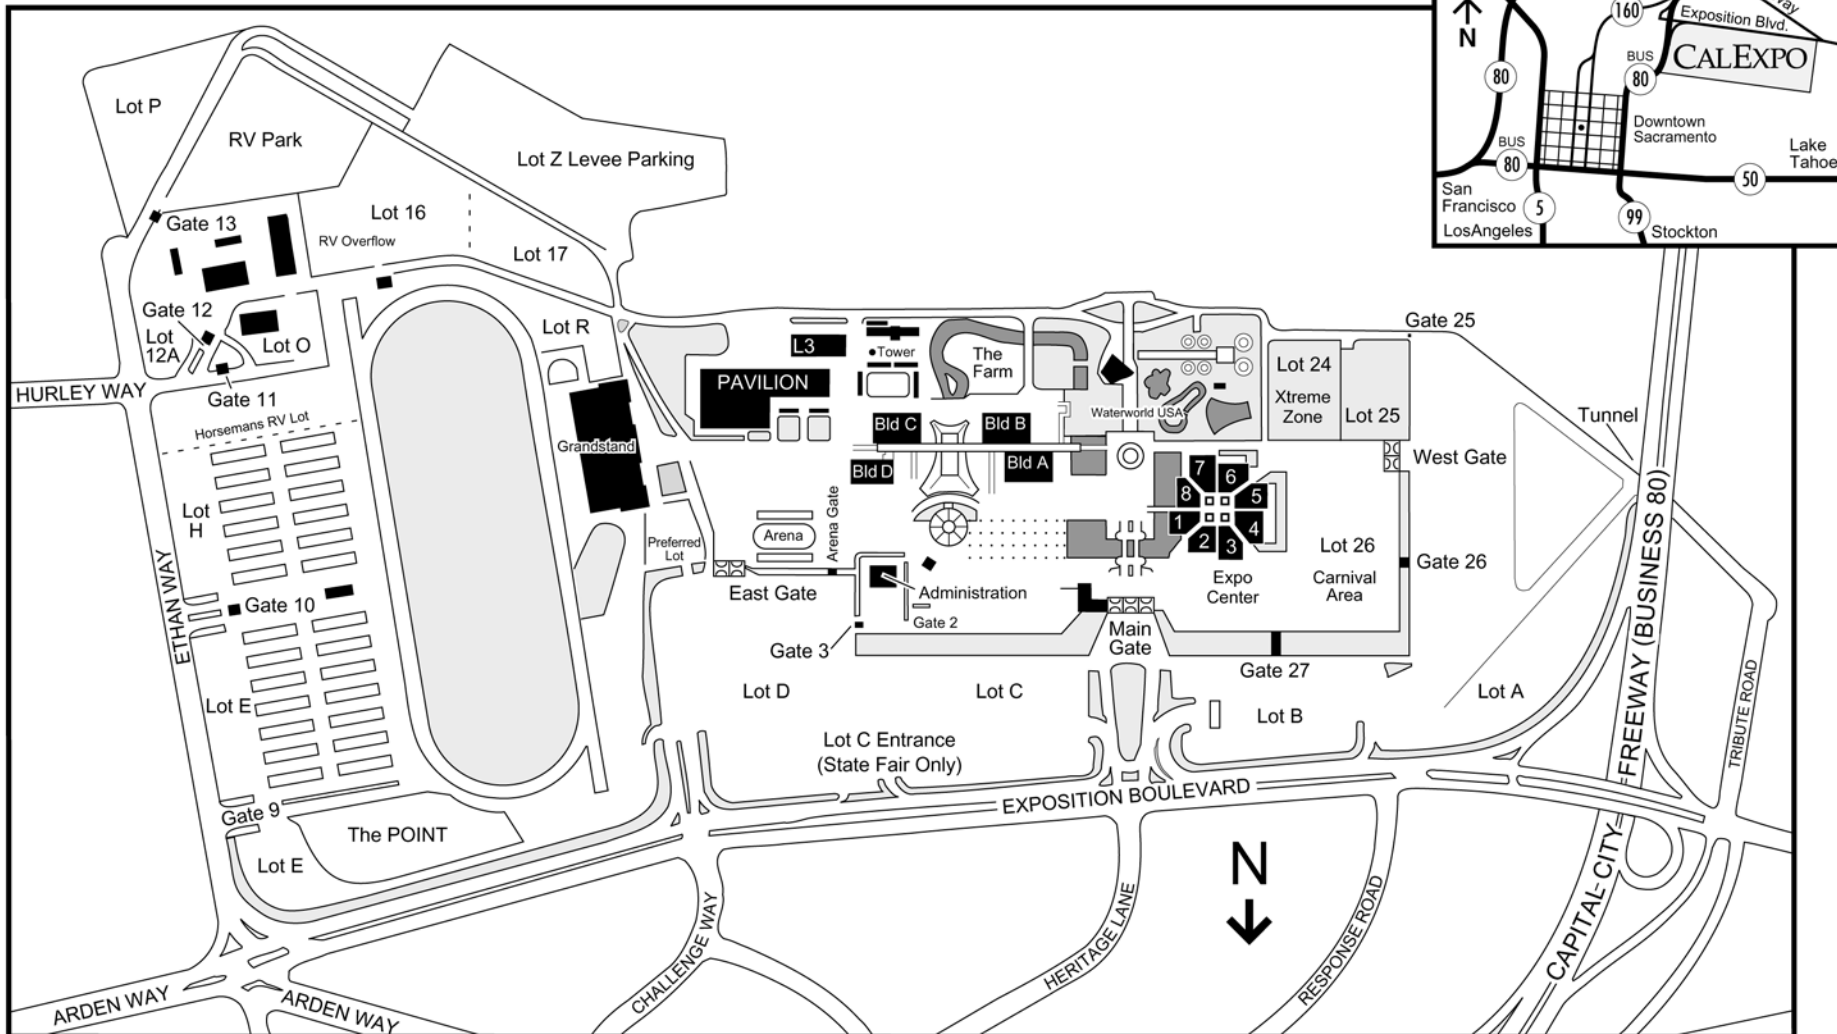 Lot P
RV Park
Lot Z Levee Parking
Gate 13
Lot 16
RV Overflow
Lot 17
Gate 12
Lot
12A
Lot O
Gate 11
HURLEY WAY
Horsemans RV Lot
Lot R
Grandstand
L3
PAVILION
Tower
The
Farm
Bld C
Bld B
Bld D
Bld A
Waterworld USA
Lot 24
Xtreme
Zone
Lot 25
Gate 25
Tunnel
West Gate
Lot
H
ETHAN WAY
Gate 10
Preferred
Lot
Arena
Arena Gate
East Gate
Administration
Gate 2
Gate 3
7
6
8
5
1
4
2
3
Expo
Center
Lot 26
Carnival
Area
Gate 26
Main
Gate
Gate 27
Lot E
Lot D
Lot C
Lot B
Lot A
Lot C Entrance
(State Fair Only)
EXPOSITION BOULEVARD
Gate 9
The POINT
Lot E
N
ARDEN WAY
ARDEN WAY
CHALLENGE WAY
HERITAGE LANE
RESPONSE ROAD
CAPITAL CITY FREEWAY (BUSINESS 80)
TRIBUTE ROAD
N
160
Exposition Blvd.
CALEXPO
80
BUS
80
Downtown
Sacramento
BUS
80
Lake
Tahoe
50
San
Francisco
5
LosAngeles
99
Stockton